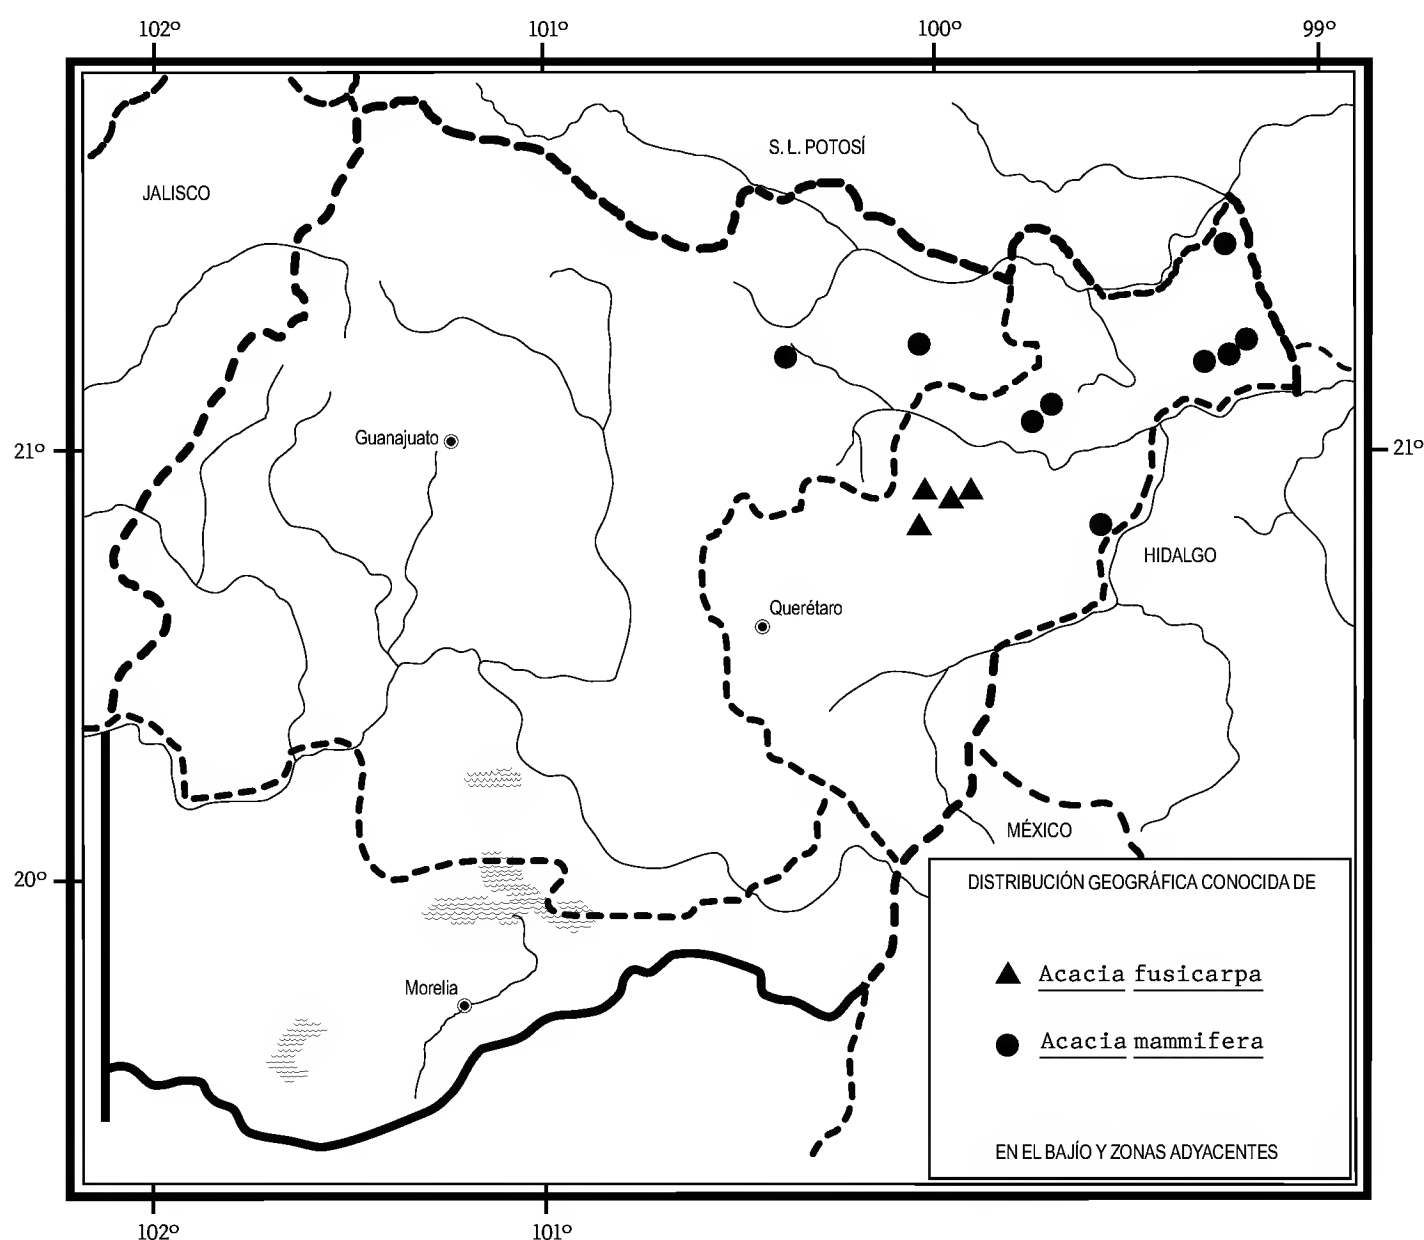 102º 101º 100º 99º
S. L. POTOSÍ
JALISCO
Guanajuato
21º 21º
HIDALGO
Querétaro
MÉXICO
20º
DISTRIBUCIÓN GEOGRÁFICA CONOCIDA DE
Acacia fusicarpa
Morelia
Acacia mammifera
EN EL BAJÍO Y ZONAS ADYACENTES
102º 101º